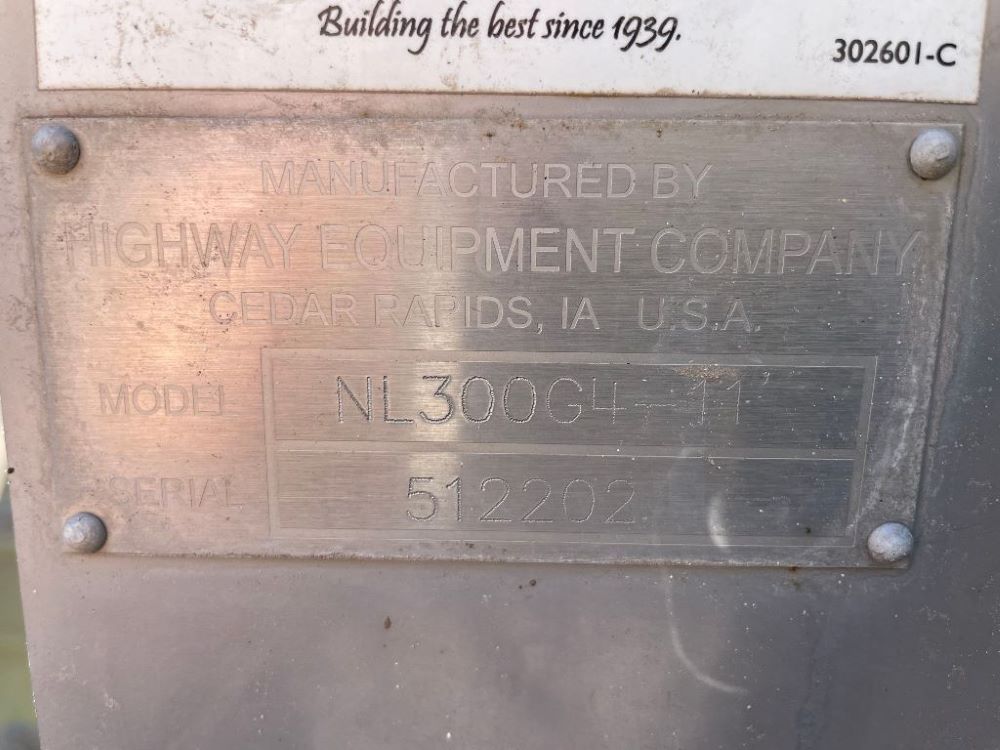 Building the best since 1939.
302601-C
MANUFACTURED BY
HIGHWAY EQUIPMENT COMPANY
CEDAR RAPIDS, IA U.S.A.
MODEL NL300G4-11
SERIAL 512202